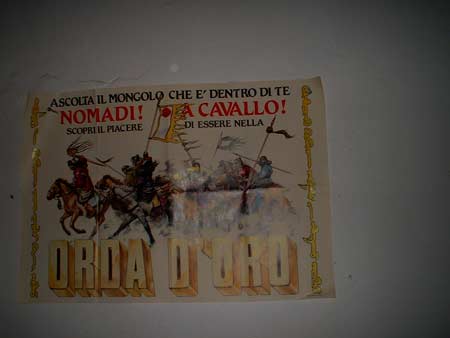 ASCOLTA IL MONGOLO CHE E' DENTRO DI TE
NOMADI! A CAVALLO!
SCOPRI IL PIACERE DI ESSERE NELLA
ORDA D'ORO